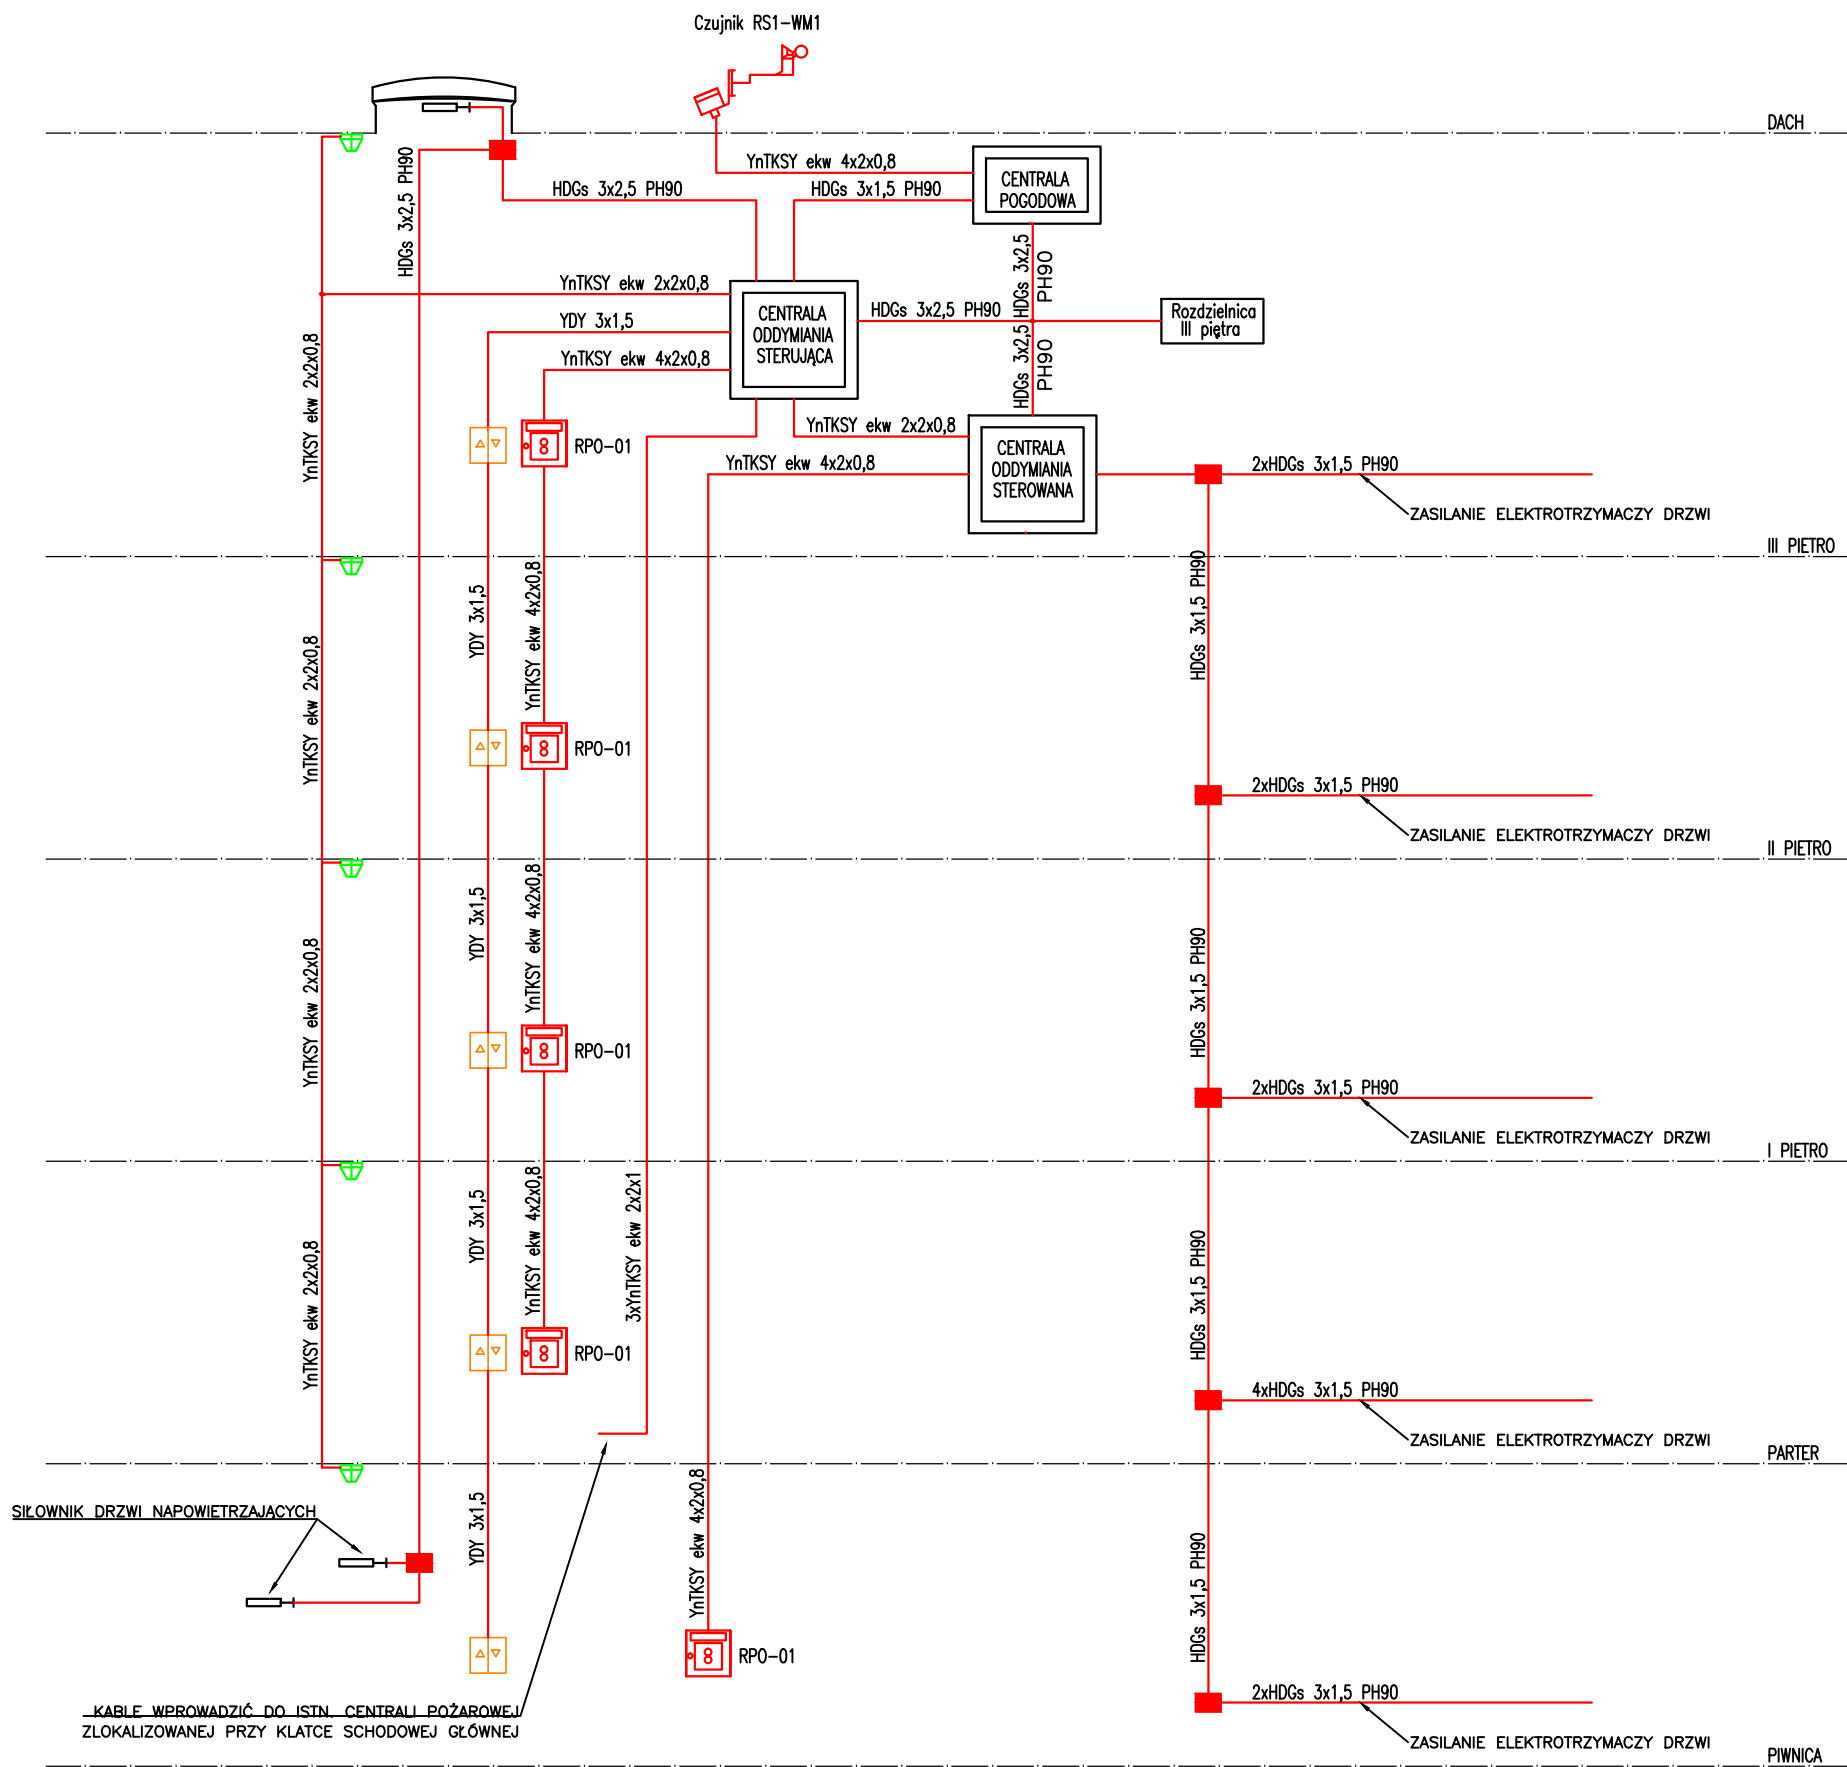 Czujnik RS1-WM1
DACH
YnTKSY ekw 4x2x0,8
HDGs 3x2,5 PH90
HDGs 3x1,5 PH90
CENTRALA
POGODOWA
HDGs 3x2,5 PH90
HDGs 3x2,5
PH90
YnTKSY ekw 2x2x0,8
CENTRALA
ODDYMIANIA
STERUJĄCA
HDGs 3x2,5 PH90
Rozdzielnica
III piętra
YDY 3x1,5
HDGs 3x2,5
PH90
YnTKSY ekw 4x2x0,8
YnTKSY ekw 2x2x0,8
RPO-01
YnTKSY ekw 2x2x0,8
CENTRALA
ODDYMIANIA
STEROWANA
YnTKSY ekw 4x2x0,8
2xHDGs 3x1,5 PH90
ZASILANIE ELEKTROTRZYMACZY DRZWI
III PIETRO
YnTKSY ekw 2x2x0,8
YDY 3x1,5
YnTKSY ekw 4x2x0,8
HDGs 3x1,5 PH90
RPO-01
2xHDGs 3x1,5 PH90
ZASILANIE ELEKTROTRZYMACZY DRZWI
II PIETRO
YnTKSY ekw 2x2x0,8
YDY 3x1,5
YnTKSY ekw 4x2x0,8
HDGs 3x1,5 PH90
RPO-01
2xHDGs 3x1,5 PH90
ZASILANIE ELEKTROTRZYMACZY DRZWI
I PIETRO
YnTKSY ekw 2x2x0,8
YDY 3x1,5
YnTKSY ekw 4x2x0,8
3xYnTKSY ekw 2x2x1
HDGs 3x1,5 PH90
RPO-01
4xHDGs 3x1,5 PH90
ZASILANIE ELEKTROTRZYMACZY DRZWI
PARTER
SIŁOWNIK DRZWI NAPOWIETRZAJĄCYCH
YDY 3x1,5
YnTKSY ekw 4x2x0,8
HDGs 3x1,5 PH90
RPO-01
2xHDGs 3x1,5 PH90
KABLE WPROWADZIĆ DO ISTN. CENTRALI POŻAROWEJ
ZLOKALIZOWANEJ PRZY KLATCE SCHODOWEJ GŁÓWNEJ
ZASILANIE ELEKTROTRZYMACZY DRZWI
PIWNICA